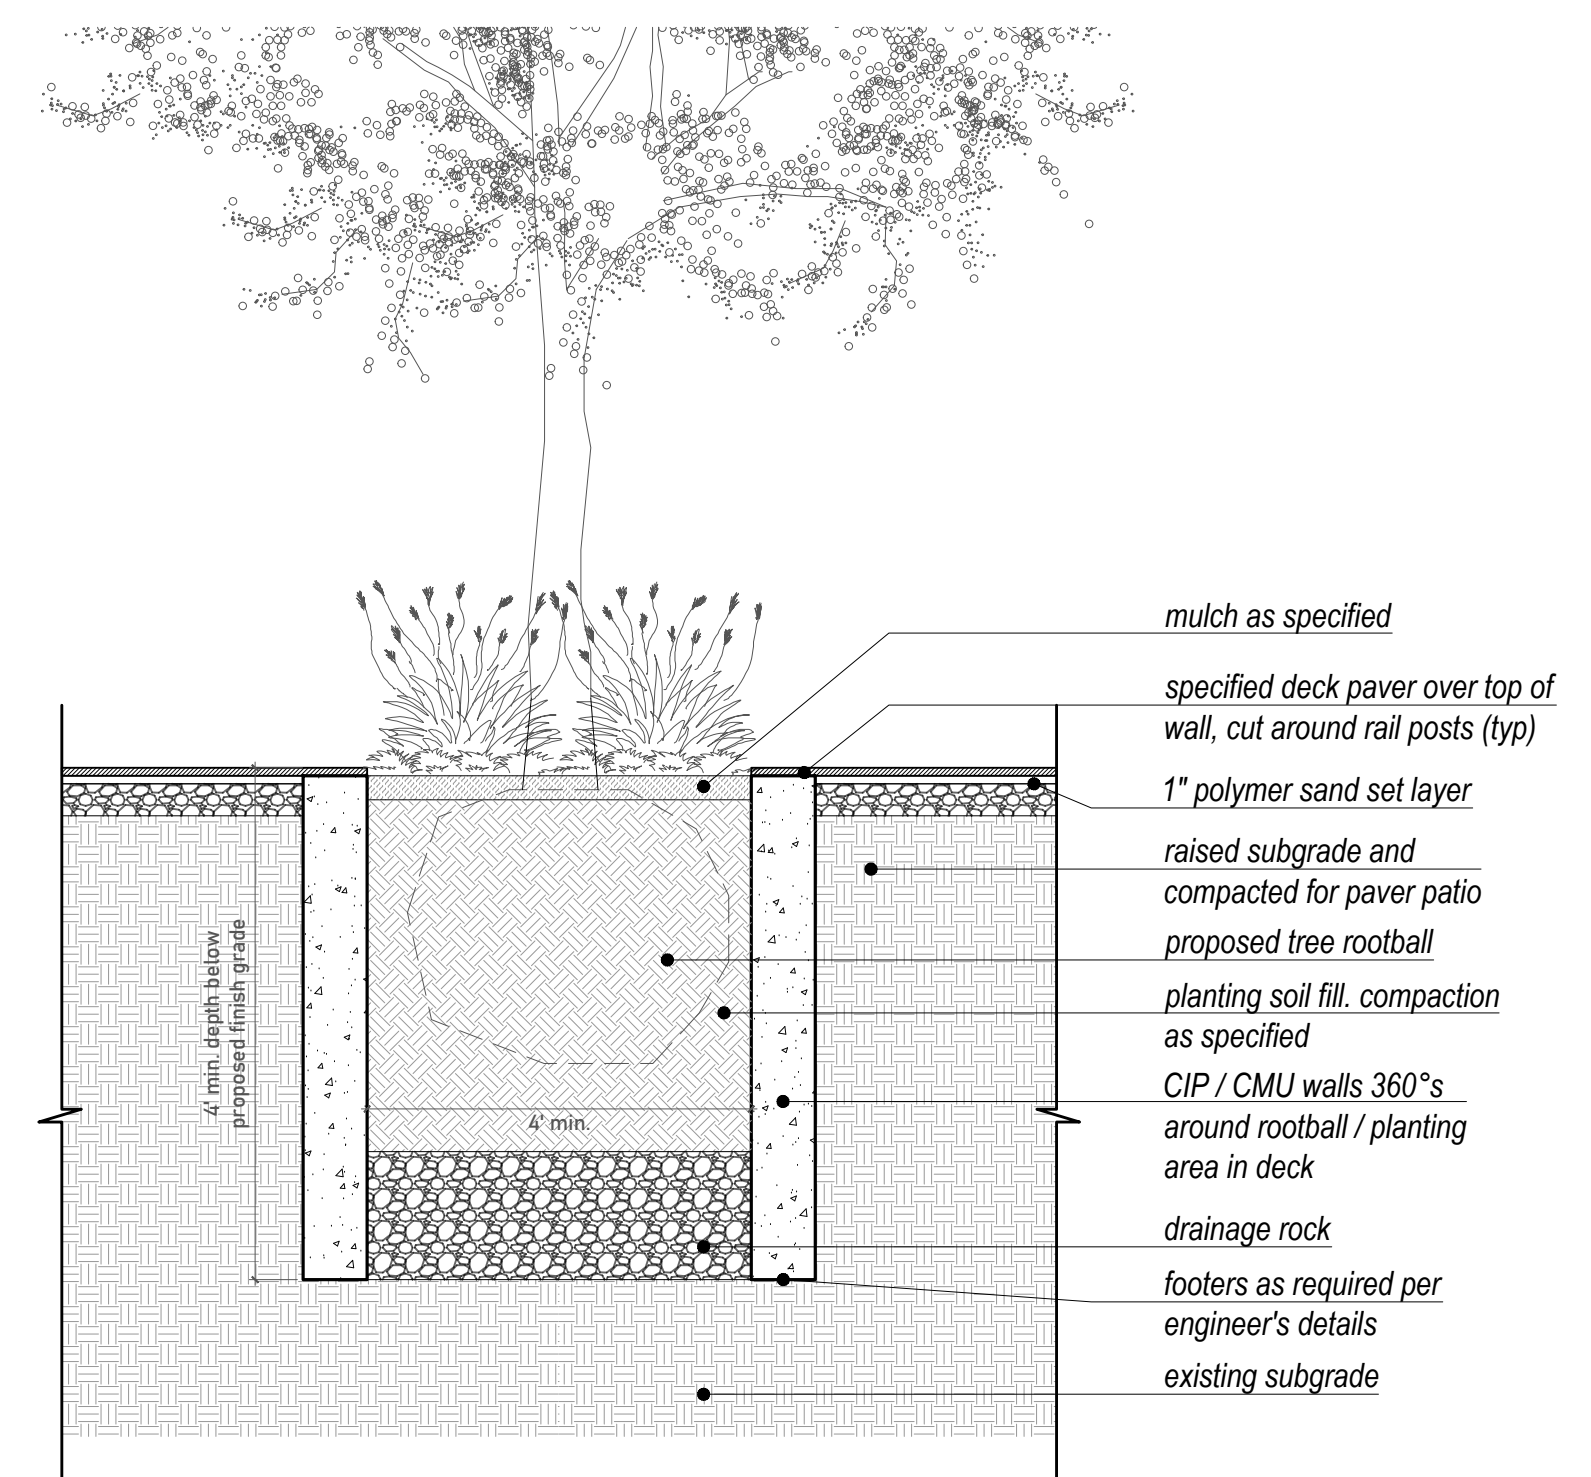 mulch as specified
specified deck paver over top of
wall, cut around rail posts (typ)
1" polymer sand set layer
raised subgrade and
compacted for paver patio
proposed tree rootball
planting soil fill. compaction
as specified
CIP / CMU walls 360°s
around rootball / planting
area in deck
drainage rock
footers as required per
engineer's details
existing subgrade
4' min. depth below
proposed finish grade
4' min.